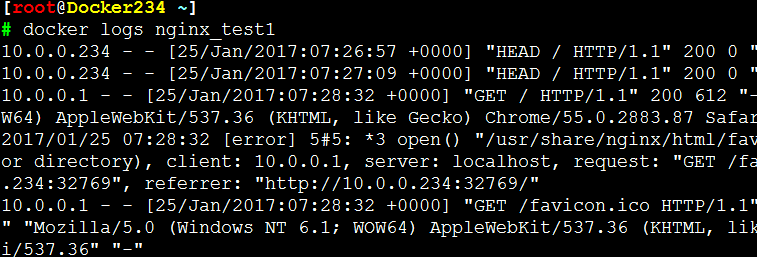 [root@Docker234 ~]
# docker logs nginx_test1
10.0.0.234 - - [25/Jan/2017:07:26:57 +0000] "HEAD / HTTP/1.1" 200 0 "
10.0.0.234 - - [25/Jan/2017:07:27:09 +0000] "HEAD / HTTP/1.1" 200 0 "
10.0.0.1 - - [25/Jan/2017:07:28:32 +0000] "GET / HTTP/1.1" 200 612 "-
W64) AppleWebKit/537.36 (KHTML, like Gecko) Chrome/55.0.2883.87 Safar
2017/01/25 07:28:32 [error] 5#5: *3 open() "/usr/share/nginx/html/fav
or directory), client: 10.0.0.1, server: localhost, request: "GET /fa
.234:32769", referrer: "http://10.0.0.234:32769/"
10.0.0.1 - - [25/Jan/2017:07:28:32 +0000] "GET /favicon.ico HTTP/1.1"
" "Mozilla/5.0 (Windows NT 6.1; WOW64) AppleWebKit/537.36 (KHTML, lik
i/537.36" "-"